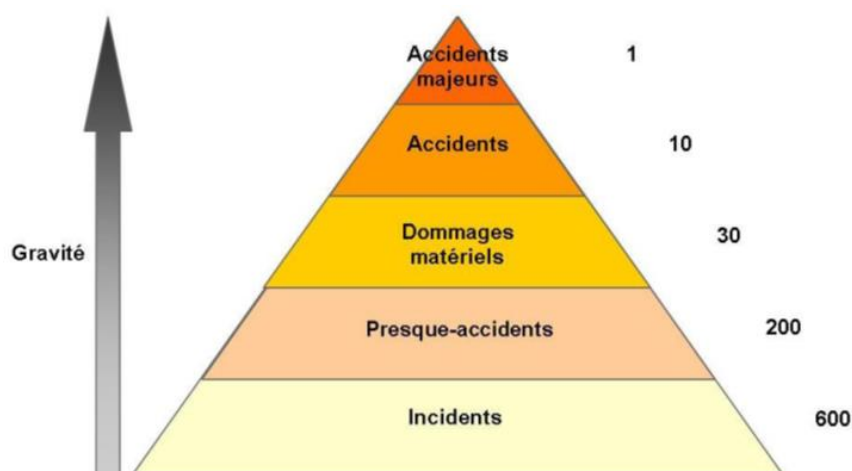 Accidents
majeurs
1
Accidents
10
Dommages
matériels
30
Gravité
Presque-accidents
200
Incidents
600